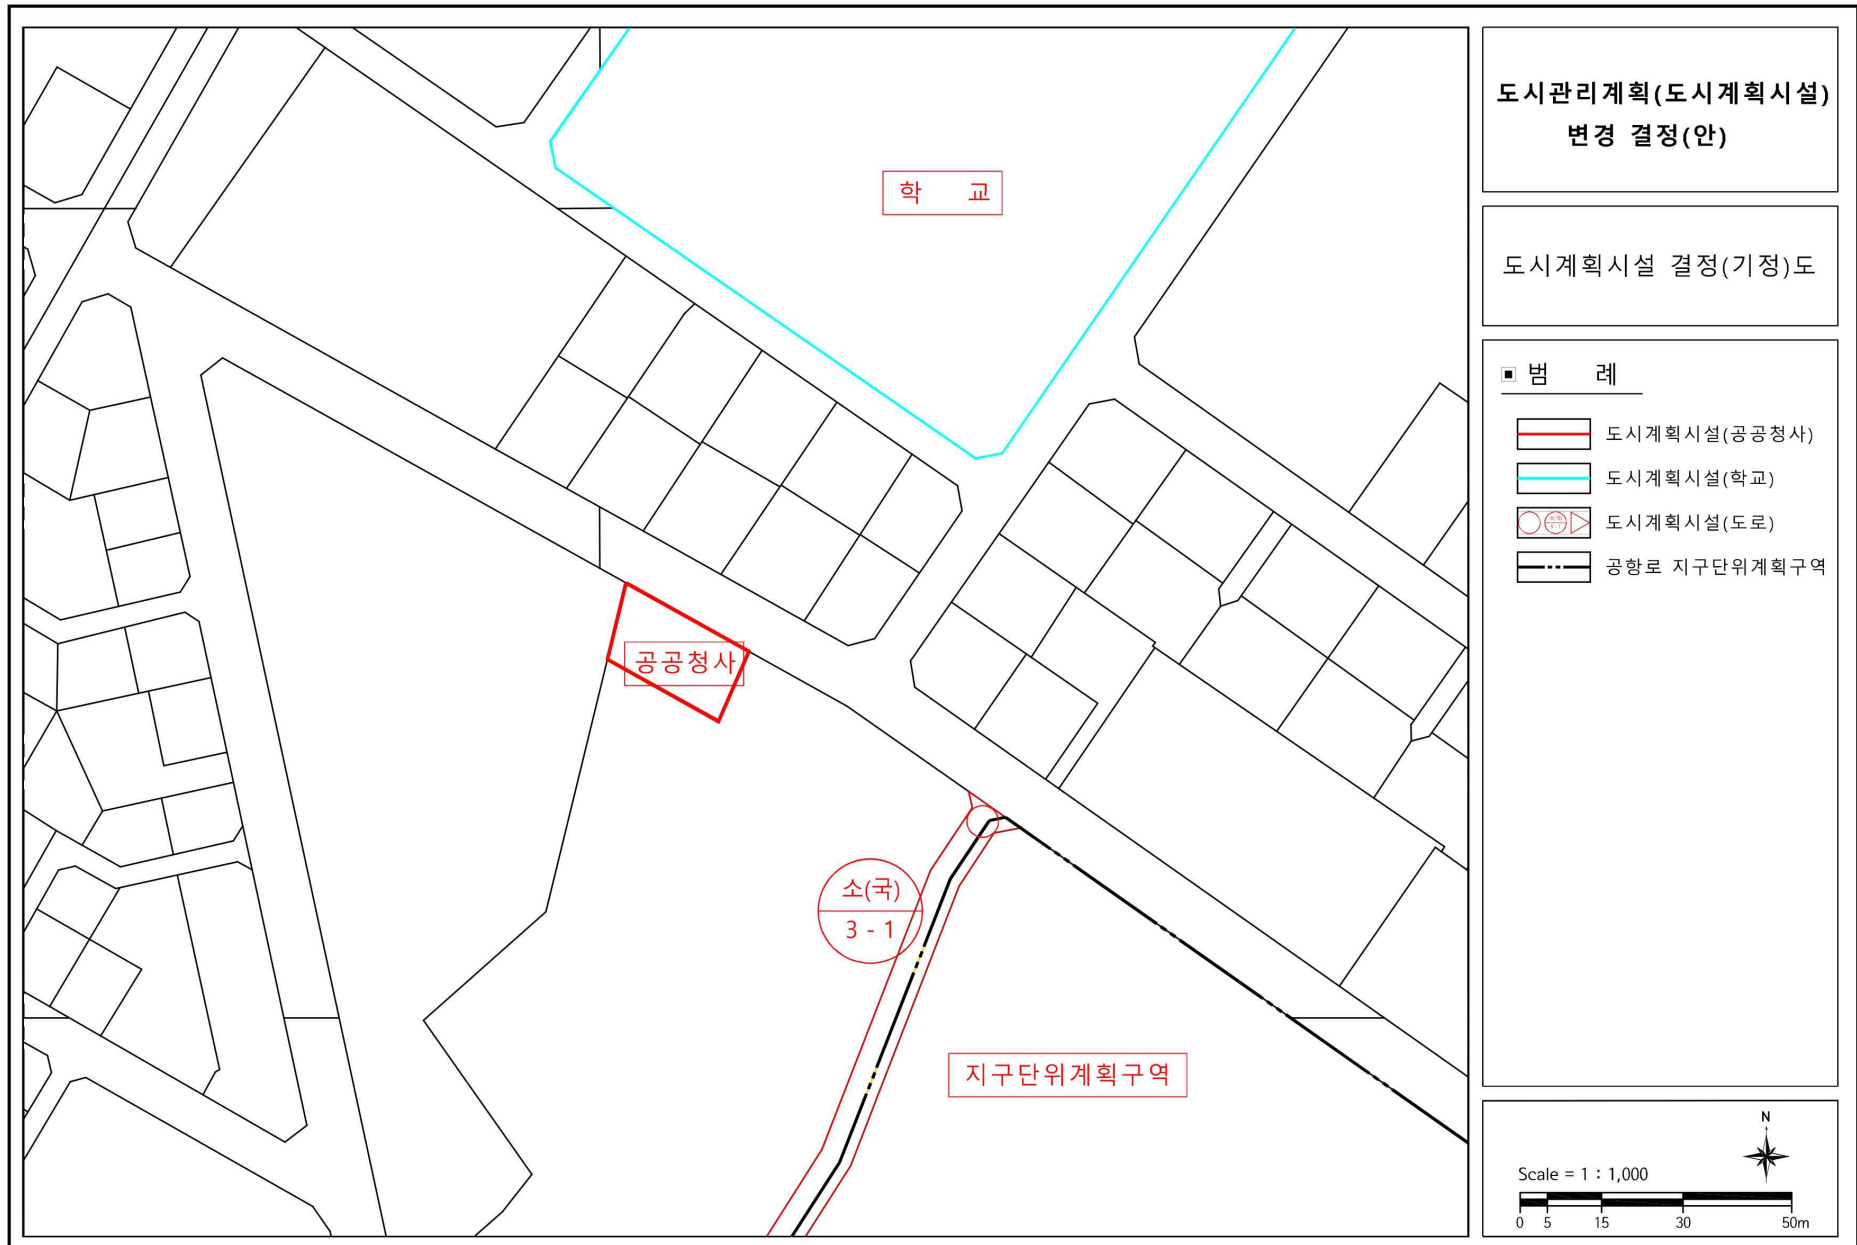 도시관리계획(도시계획시설)
변경 결정(안)
도시계획시설 결정(기정)도
범 례
도시계획시설(공공청사)
도시계획시설(학교)
도시계획시설(도로)
공항로 지구단위계획구역
학 교
공공청사
소(국)
3 - 1
지구단위계획구역
N
Scale = 1 : 1,000
0 5 15 30 50m